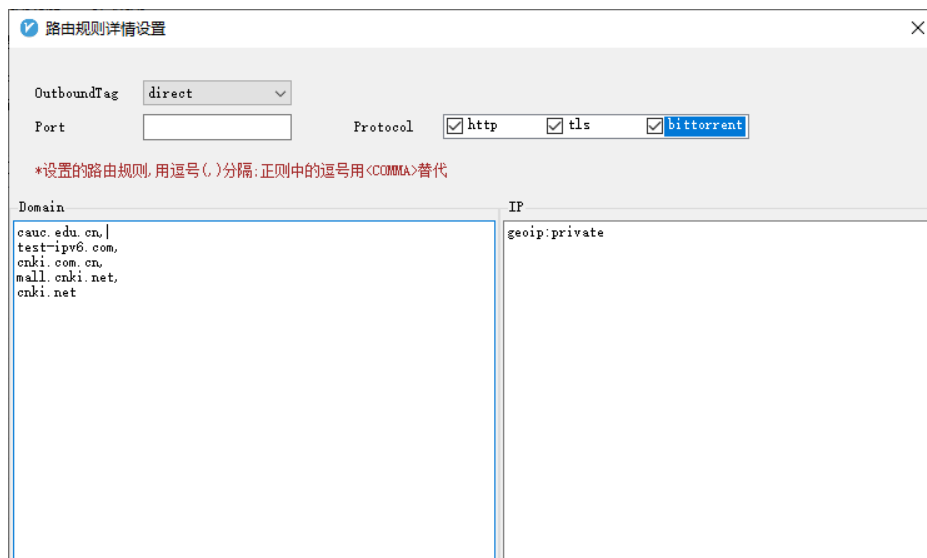 路由规则详情设置
OutboundTag direct
Port Protocol http tls bittorrent
*设置的路由规则,用逗号(,)分隔;正则中的逗号用<COMMA>替代
Domain IP
cauc.edu.cn, geoip:private
test-ipv6.com,
cnki.com.cn,
mall.cnki.net,
cnki.net